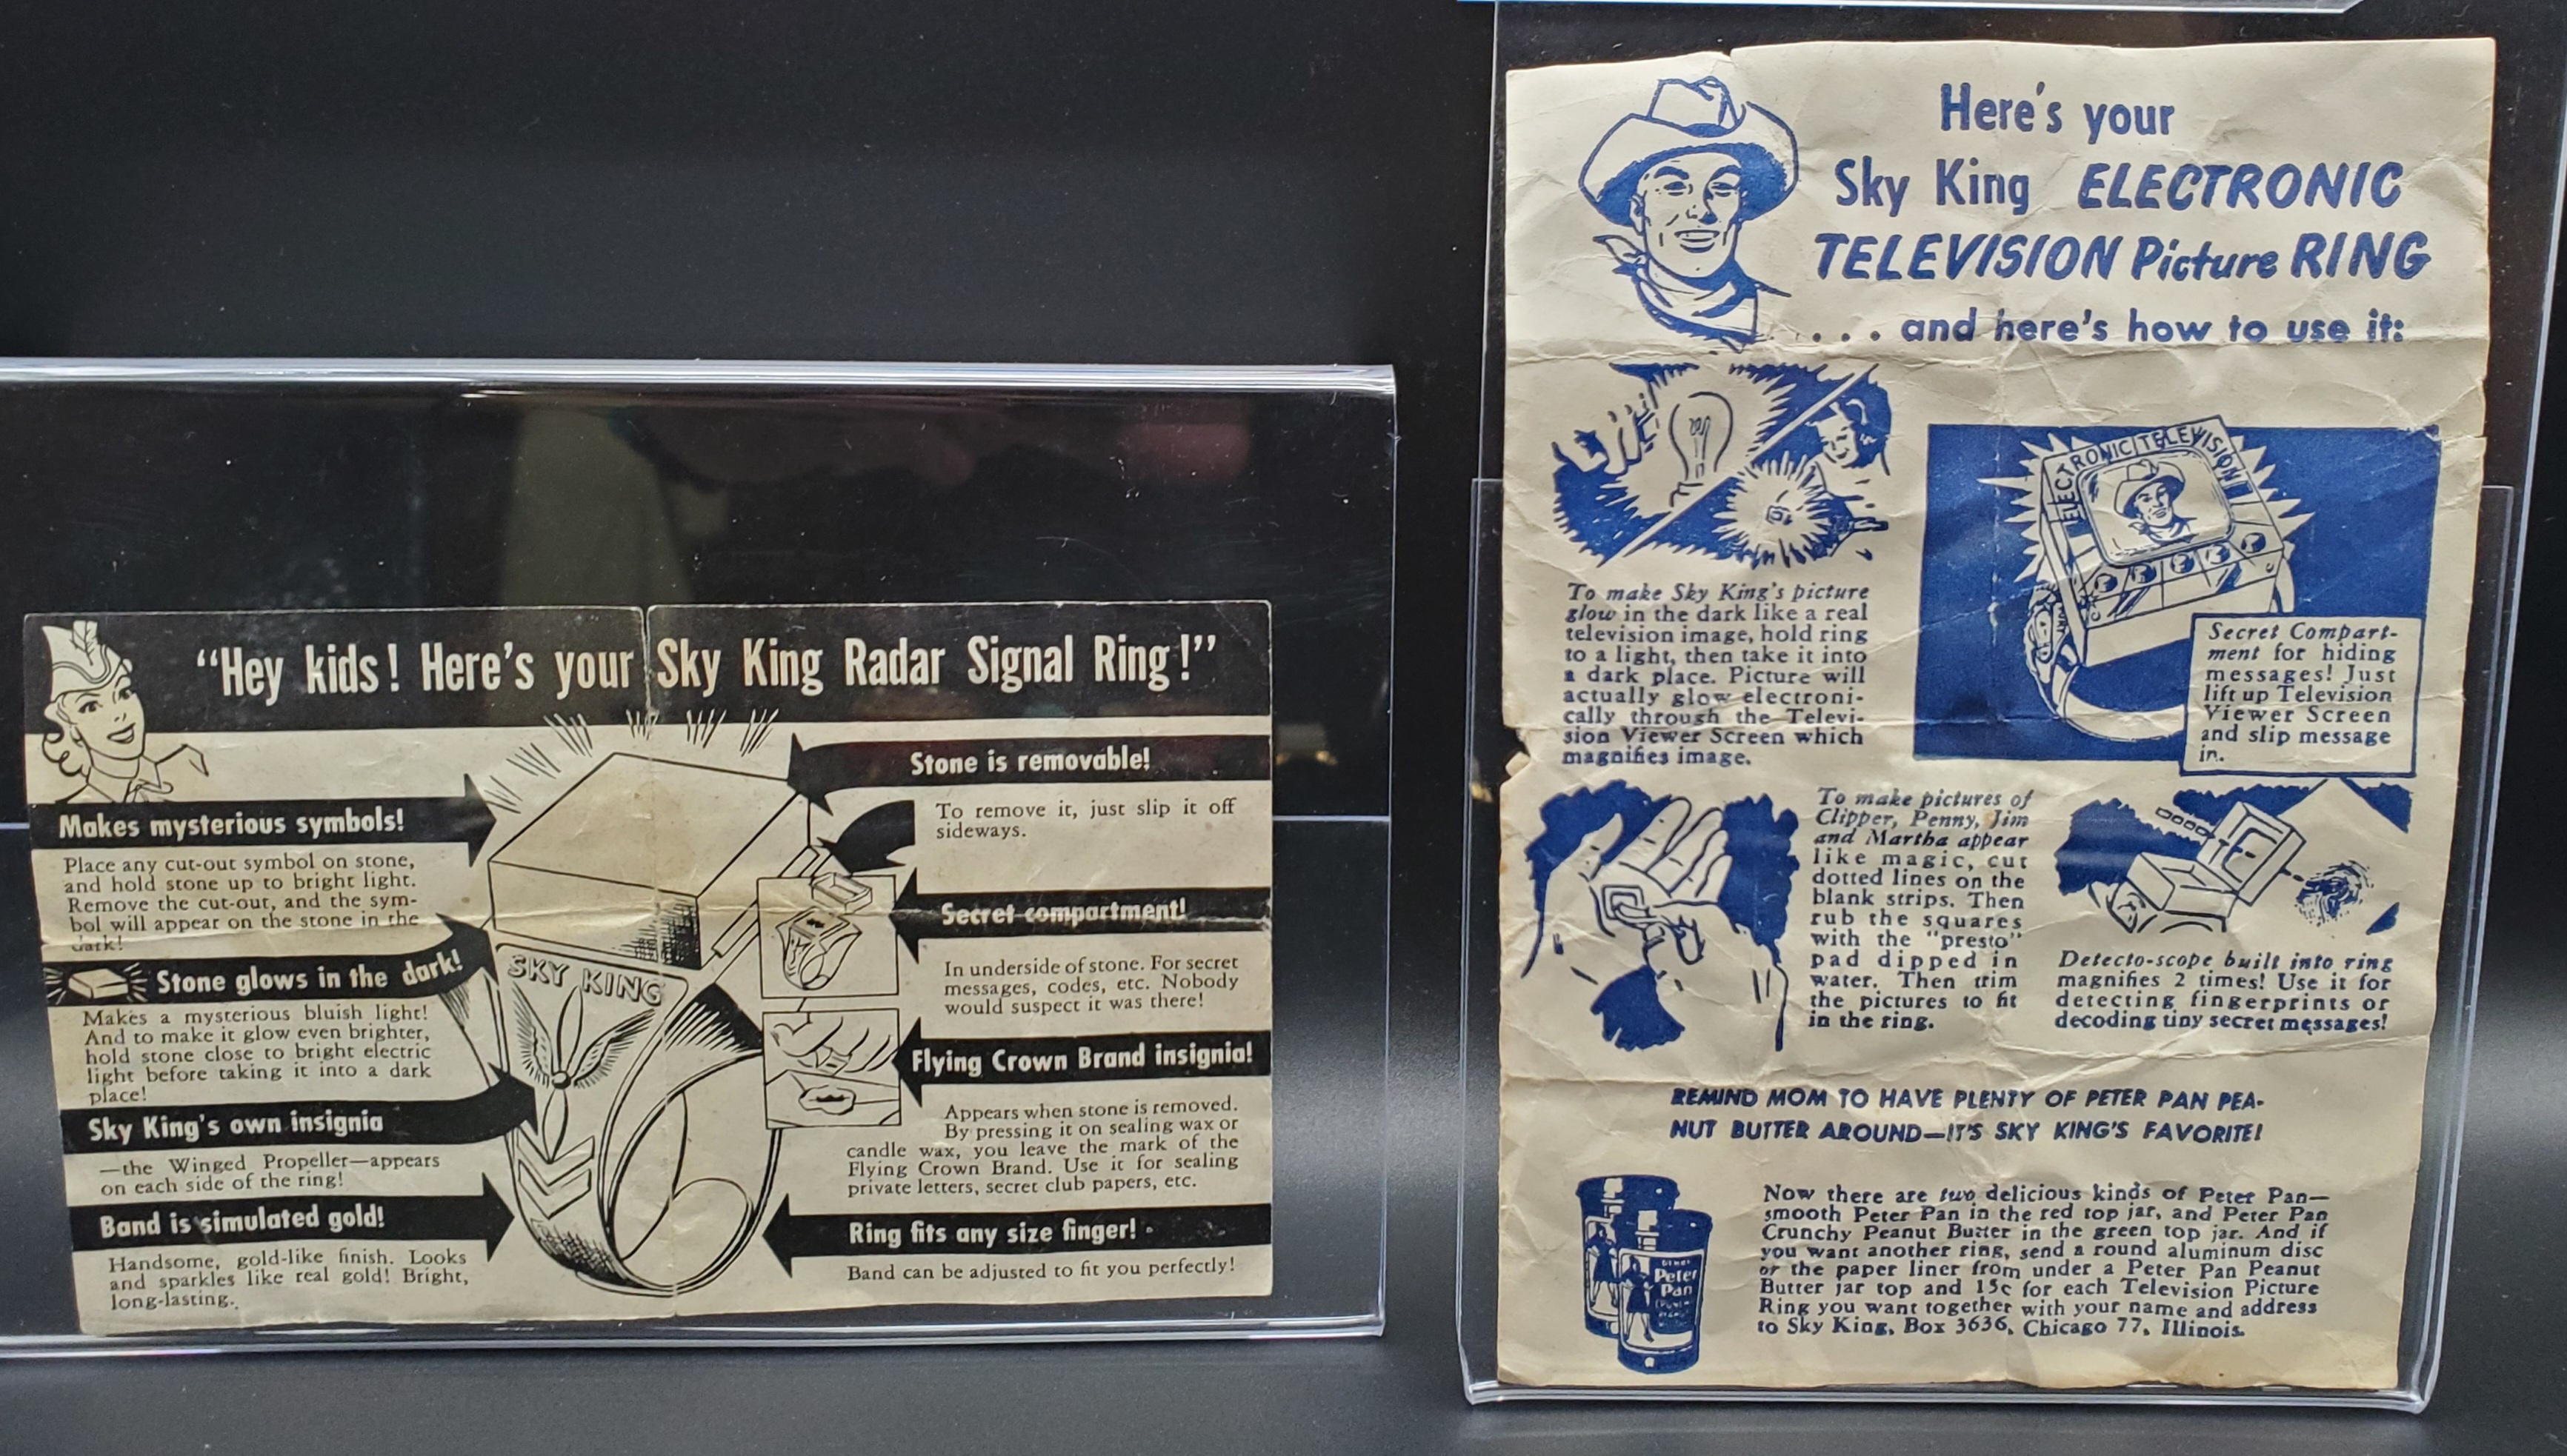 "Hey kids! Here's your Sky King Radar Signal Ring!"
Makes mysterious symbols!
Place any cut-out symbol on stone,
and hold stone up to bright light.
Remove the cut-out, and the sym-
bol will appear on the stone in the
dark!
Stone glows in the dark!
Makes a mysterious bluish light!
And to make it glow even brighter,
hold stone close to bright electric
light before taking it into a dark
place!
Sky King's own insignia
—the Winged Propeller—appears
on each side of the ring!
Band is simulated gold!
Handsome, gold-like finish. Looks
and sparkles like real gold! Bright,
long-lasting.
SKY KING
Stone is removable!
To remove it, just slip it off
sideways.
Secret compartment!
In underside of stone. For secret
messages, codes, etc. Nobody
would suspect it was there!
Flying Crown Brand insignia!
Appears when stone is removed.
By pressing it on sealing wax or
candle wax, you leave the mark of the
Flying Crown Brand. Use it for sealing
private letters, secret club papers, etc.
Ring fits any size finger!
Band can be adjusted to fit you perfectly!
Here's your
Sky King ELECTRONIC
TELEVISION Picture RING
. . . and here's how to use it:
To make Sky King's picture
glow in the dark like a real
television image, hold ring
to a light, then take it into
a dark place. Picture will
actually glow electroni-
cally through the Televi-
sion Viewer Screen which
magnifies image.
ELECTRONIC TELEVISION
Secret Compart-
ment for hiding
messages! Just
lift up Television
Viewer Screen
and slip message
in.
To make pictures of
Clipper, Penny, Jim
and Martha appear
like magic, cut
dotted lines on the
blank strips. Then
rub the squares
with the "presto"
pad dipped in
water. Then trim
the pictures to fit
in the ring.
Detecto-scope built into ring
magnifies 2 times! Use it for
detecting fingerprints or
decoding tiny secret messages!
REMIND MOM TO HAVE PLENTY OF PETER PAN PEA-
NUT BUTTER AROUND—IT'S SKY KING'S FAVORITE!
Peter
Pan
Now there are two delicious kinds of Peter Pan—
smooth Peter Pan in the red top jar, and Peter Pan
Crunchy Peanut Butter in the green top jar. And if
you want another ring, send a round aluminum disc
or the paper liner from under a Peter Pan Peanut
Butter jar top and 15c for each Television Picture
Ring you want together with your name and address
to Sky King, Box 3636, Chicago 77, Illinois.